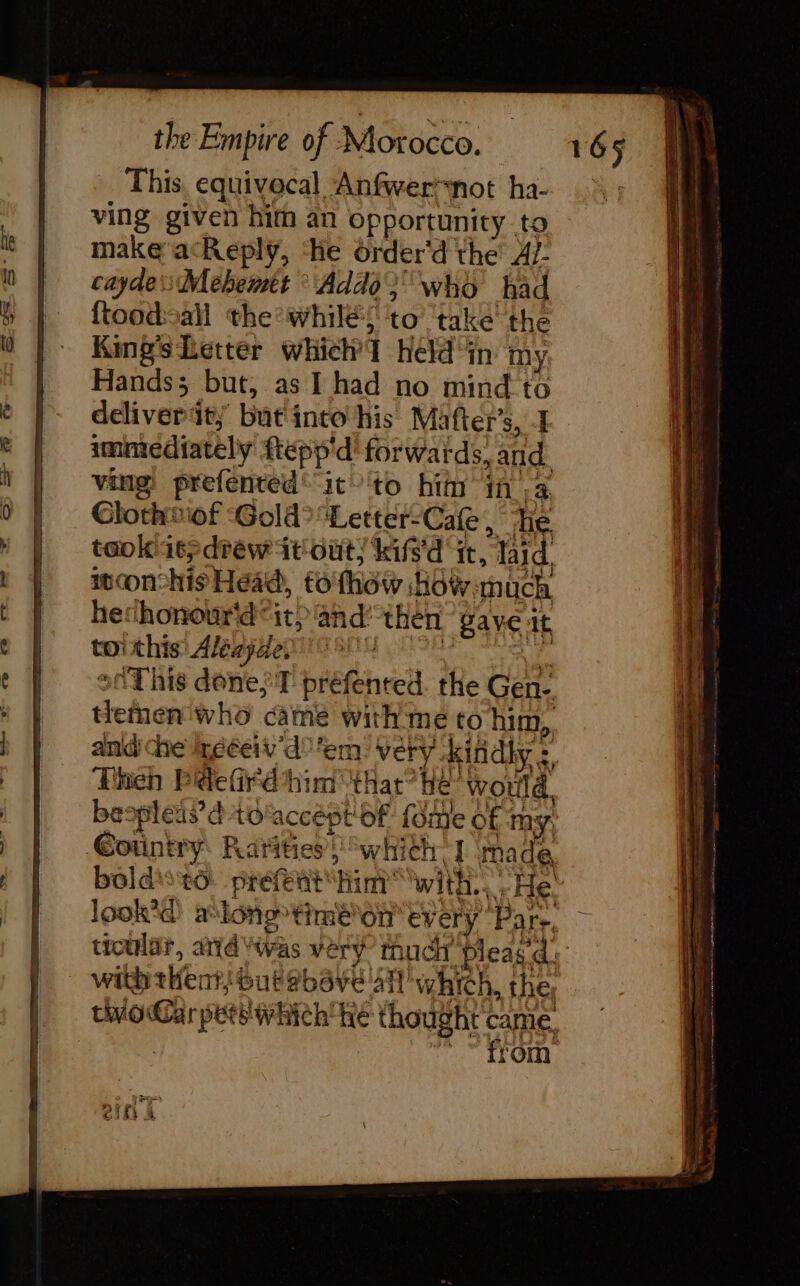 the Empire of Morocco. 165
This equivocal Anſwer not ha-
ving given him an opportunity to
make a Reply, he order'd the Al-
cayde Mehemet Addo, who had
ſtood all the while, to take the
King's Letter which I held in my
Hands; but, as I had no mind to
deliver it, but into his Maſter's, I
immediately ſtepp'd forwards, and
ving preſented it to him in a
Cloth of Gold Letter-Caſe, he
took it, drew it out, kiſs'd it, laid
it on his Head, to ſhow how much
he honour'd it, and then gave it
to this Alcayde.
This done, I preſented the Gen-
tlemen who came with me to him,
and he receiv'd 'em very kindly;
Then I deſir'd him that he would
be pleas'd to accept of ſome of my
Country Rarities, which I made
bold to preſent him with. He
look'd a long time on every Par-
ticular, and was very much pleas'd
with them; but above all which, the
two Carpets which he thought came
from